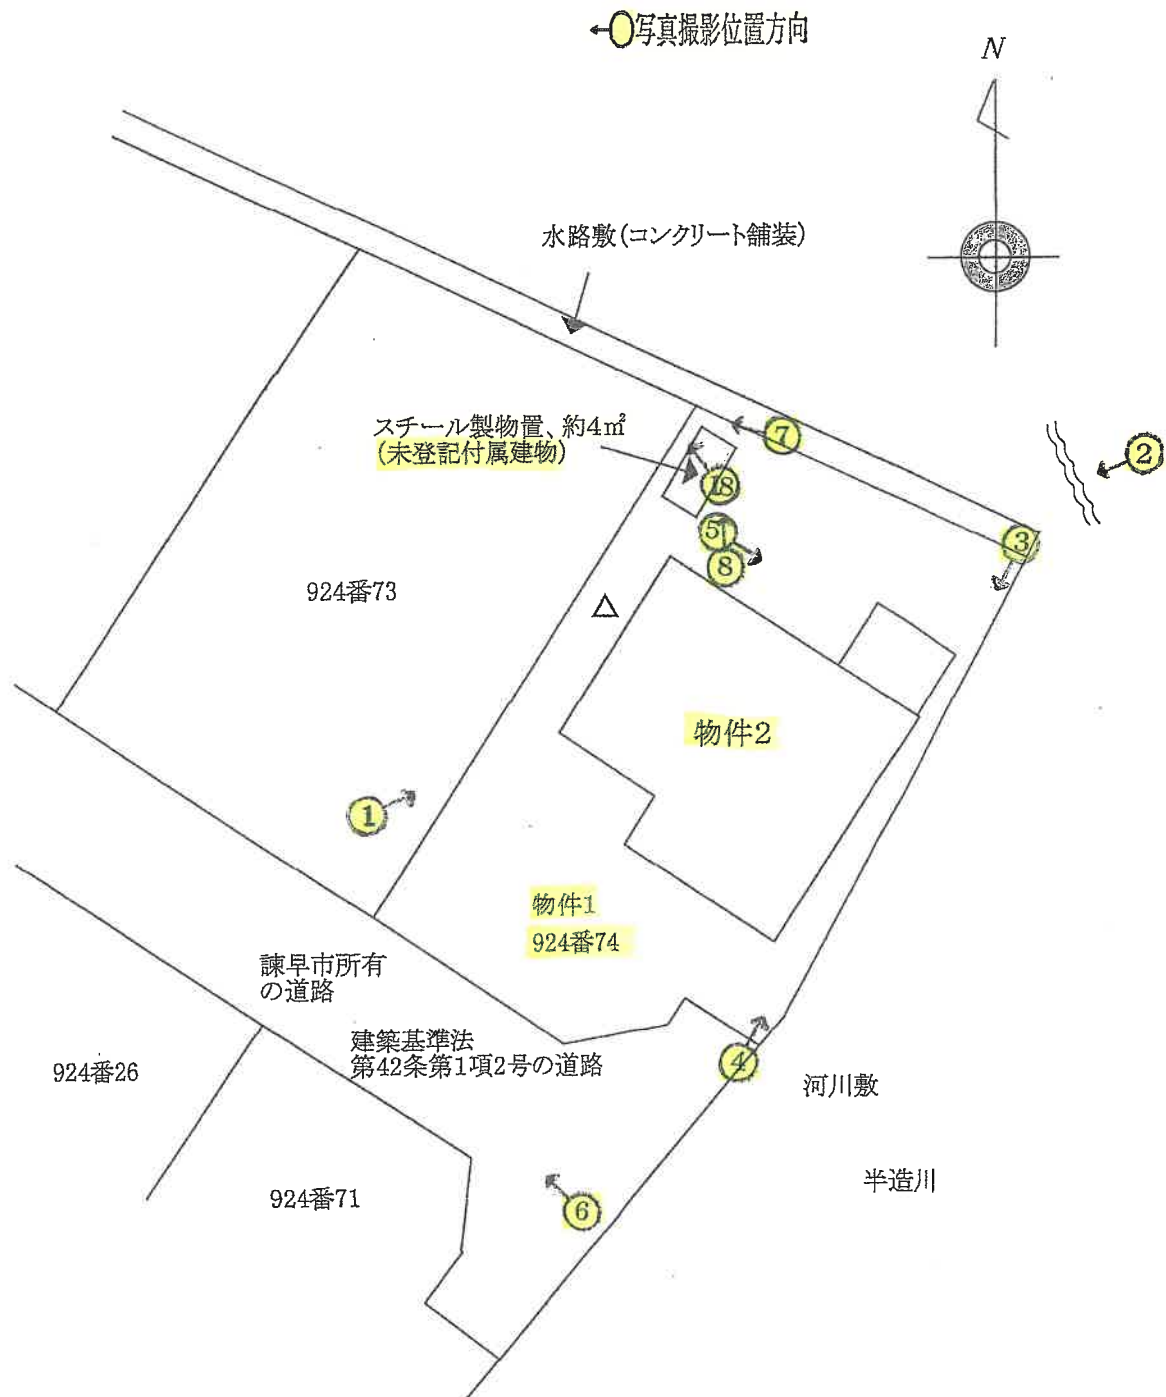 写真撮影位置方向
N
水路敷(コンクリート舗装)
スチール製物置、約4㎡
(未登記付属建物)
⑦
②
⑱
③
⑤
⑧
924番73
△
物件2
①
物件1
924番74
諫早市所有
の道路
建築基準法
第42条第1項2号の道路
④
924番26
河川敷
半造川
924番71
⑥